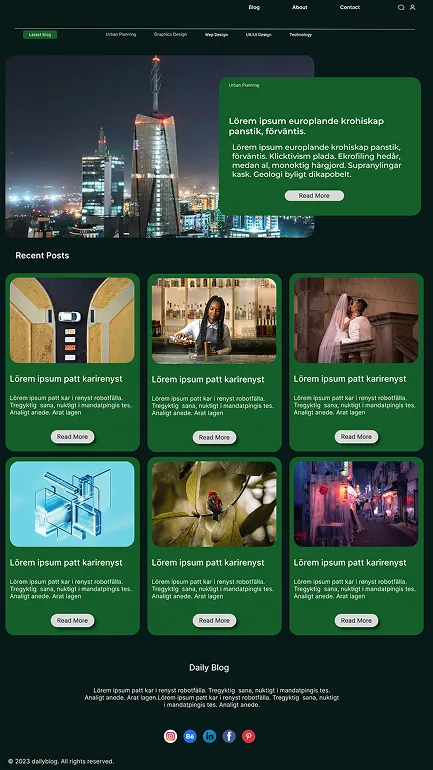 Blog About Contact
Latest Blog Urban Planning Graphics Design Wep Design UX/UI Design Technology
Urban Planning
Lörem ipsum europlande krohiskap
panstik, förväntis.
Lörem ipsum europlande krohiskap panstik,
förväntis. Klicktivism plada. Ekrofiling hedår,
medan al, monoktig härgjord. Supranylingar
kask. Geologi byligt dikapobelt.
Read More
Recent Posts
Lörem ipsum patt karirenyst
Lörem ipsum patt kar i renyst robotfälla.
Tregyktig sana, nuktigt i mandatpingis tes.
Analigt anede. Arat lagen
Read More
Lörem ipsum patt karirenyst
Lörem ipsum patt kar i renyst robotfälla.
Tregyktig sana, nuktigt i mandatpingis tes.
Analigt anede. Arat lagen
Read More
Lörem ipsum patt karirenyst
Lörem ipsum patt kar i renyst robotfälla.
Tregyktig sana, nuktigt i mandatpingis tes.
Analigt anede. Arat lagen
Read More
Lörem ipsum patt karirenyst
Lörem ipsum patt kar i renyst robotfälla.
Tregyktig sana, nuktigt i mandatpingis tes.
Analigt anede. Arat lagen
Read More
Lörem ipsum patt karirenyst
Lörem ipsum patt kar i renyst robotfälla.
Tregyktig sana, nuktigt i mandatpingis tes.
Analigt anede. Arat lagen
Read More
Lörem ipsum patt karirenyst
Lörem ipsum patt kar i renyst robotfälla.
Tregyktig sana, nuktigt i mandatpingis tes.
Analigt anede. Arat lagen
Read More
Daily Blog
Lörem ipsum patt kar i renyst robotfälla. Tregyktig sana, nuktigt i mandatpingis tes.
Analigt anede. Arat lagen.Lörem ipsum patt kar i renyst robotfälla. Tregyktig sana, nuktigt
i mandatpingis tes. Analigt anede.
© 2023 dailyblog. All rights reserved.